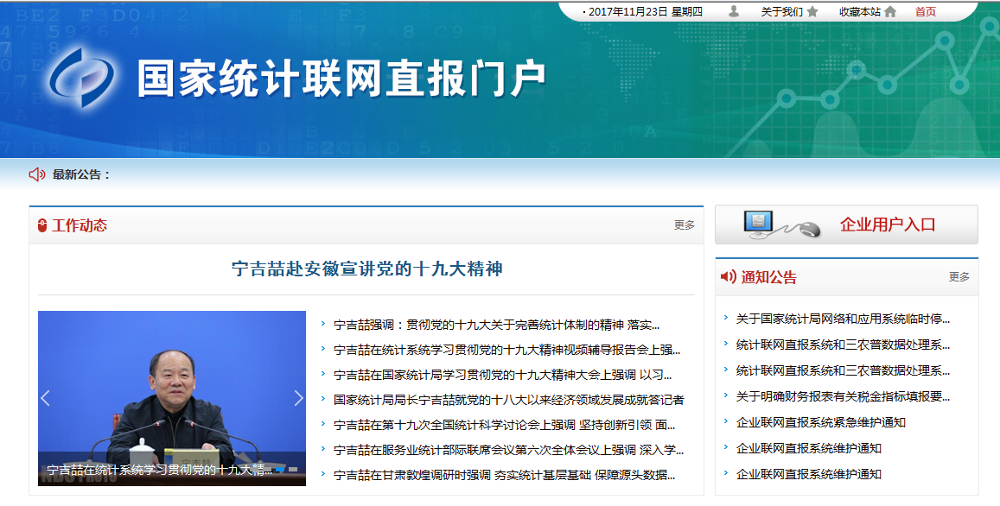 · 2017年11月23日 星期四
关于我们
收藏本站
首页
国家统计联网直报门户
最新公告：
工作动态
更多
宁吉喆赴安徽宣讲党的十九大精神
宁吉喆在统计系统学习贯彻党的十九大精...
宁吉喆强调：贯彻党的十九大关于完善统计体制的精神 落实...
宁吉喆在统计系统学习贯彻党的十九大精神视频辅导报告会上强...
宁吉喆在国家统计局学习贯彻党的十九大精神大会上强调 以习...
国家统计局局长宁吉喆就党的十八大以来经济领域发展成就答记者
宁吉喆在第十九次全国统计科学讨论会上强调 坚持创新引领 面...
宁吉喆在服务业统计部际联席会议第六次全体会议上强调 深入学...
宁吉喆在甘肃敦煌调研时强调 夯实统计基层基础 保障源头数据...
企业用户入口
通知公告
更多
关于国家统计局网络和应用系统临时停...
统计联网直报系统和三农普数据处理系...
统计联网直报系统和三农普数据处理系...
关于明确财务报表有关税金指标填报要...
企业联网直报系统紧急维护通知
企业联网直报系统维护通知
企业联网直报系统维护通知